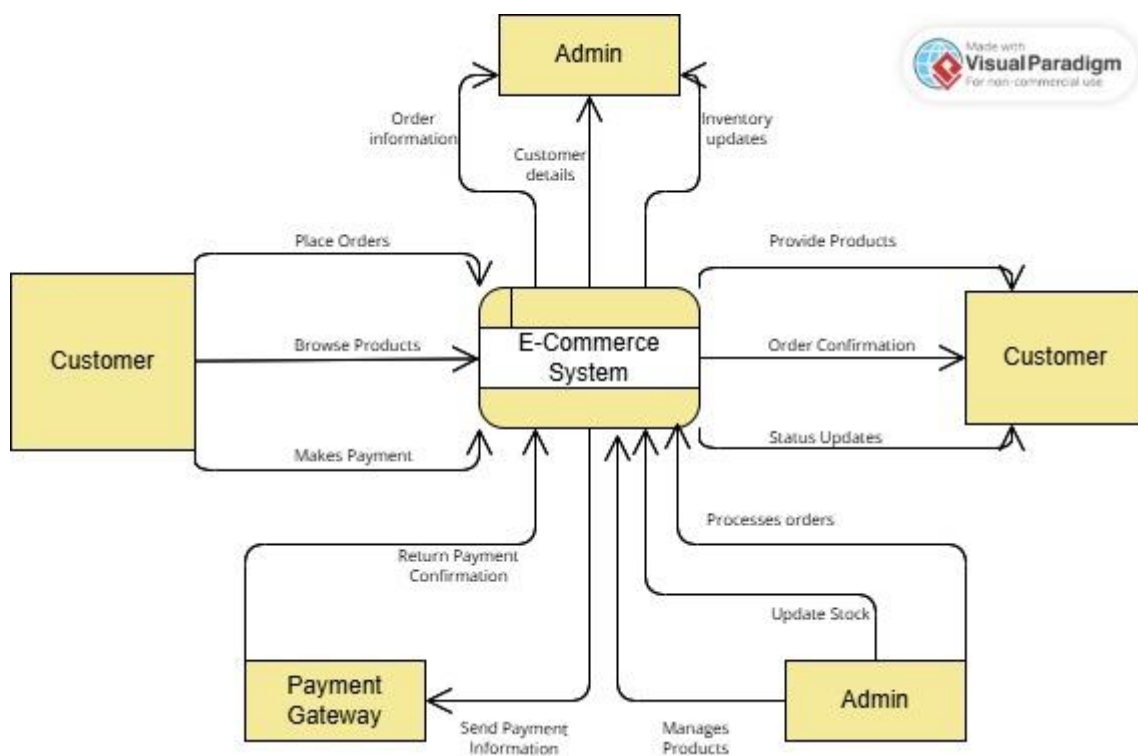 Admin
Made with
Visual Paradigm
For non-commercial use
Order
information
Customer
details
Inventory
updates
Place Orders
Provide Products
Customer
Browse Products
E-Commerce
System
Order Confirmation
Customer
Makes Payment
Status Updates
Return Payment
Confirmation
Processes orders
Update Stock
Payment
Gateway
Admin
Send Payment
Information
Manages
Products